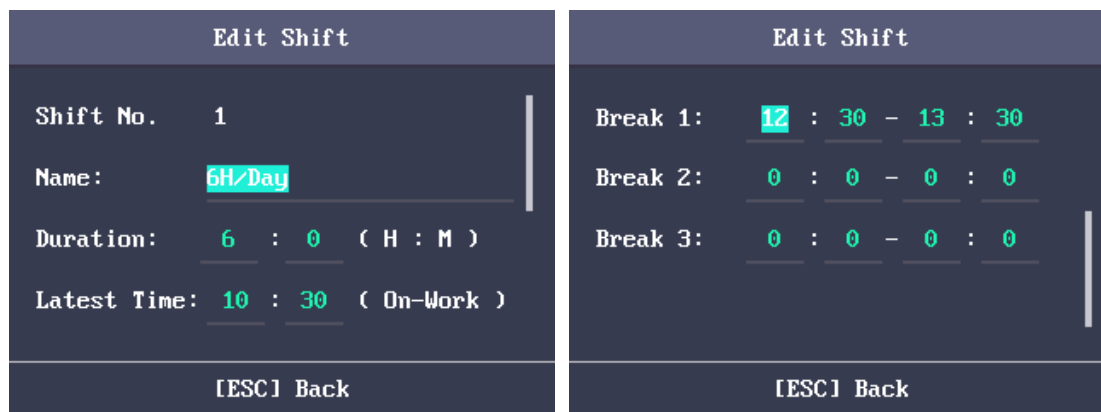 Edit Shift
Shift No. 1
Name: 6H/Day
Duration: 6 : 0 ( H : M )
Latest Time: 10 : 30 ( On-Work )
[ESC] Back
Edit Shift
Break 1: 12 : 30 - 13 : 30
Break 2: 0 : 0 - 0 : 0
Break 3: 0 : 0 - 0 : 0
[ESC] Back